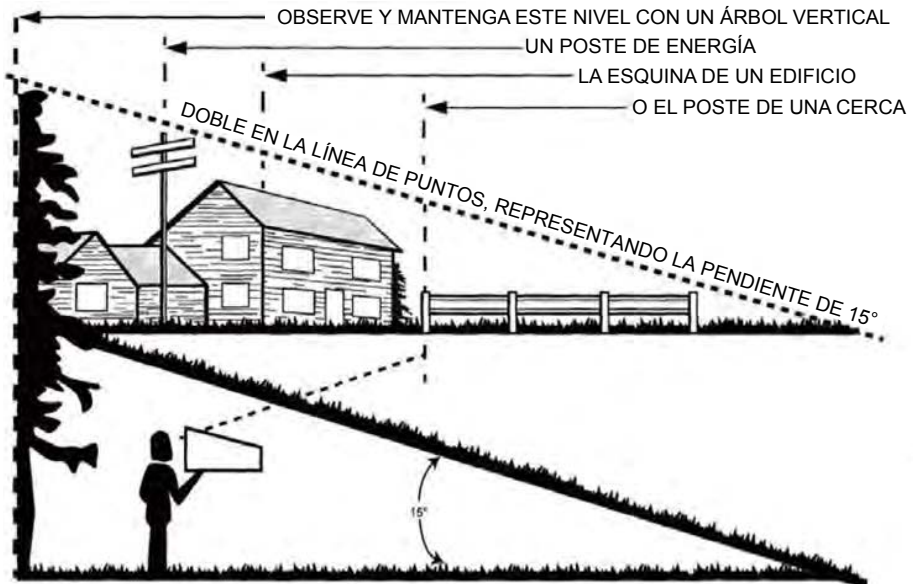 OBSERVE Y MANTENGA ESTE NIVEL CON UN ÁRBOL VERTICAL
UN POSTE DE ENERGÍA
LA ESQUINA DE UN EDIFICIO
O EL POSTE DE UNA CERCA
DOBLE EN LA LÍNEA DE PUNTOS, REPRESENTANDO LA PENDIENTE DE 15°
15°